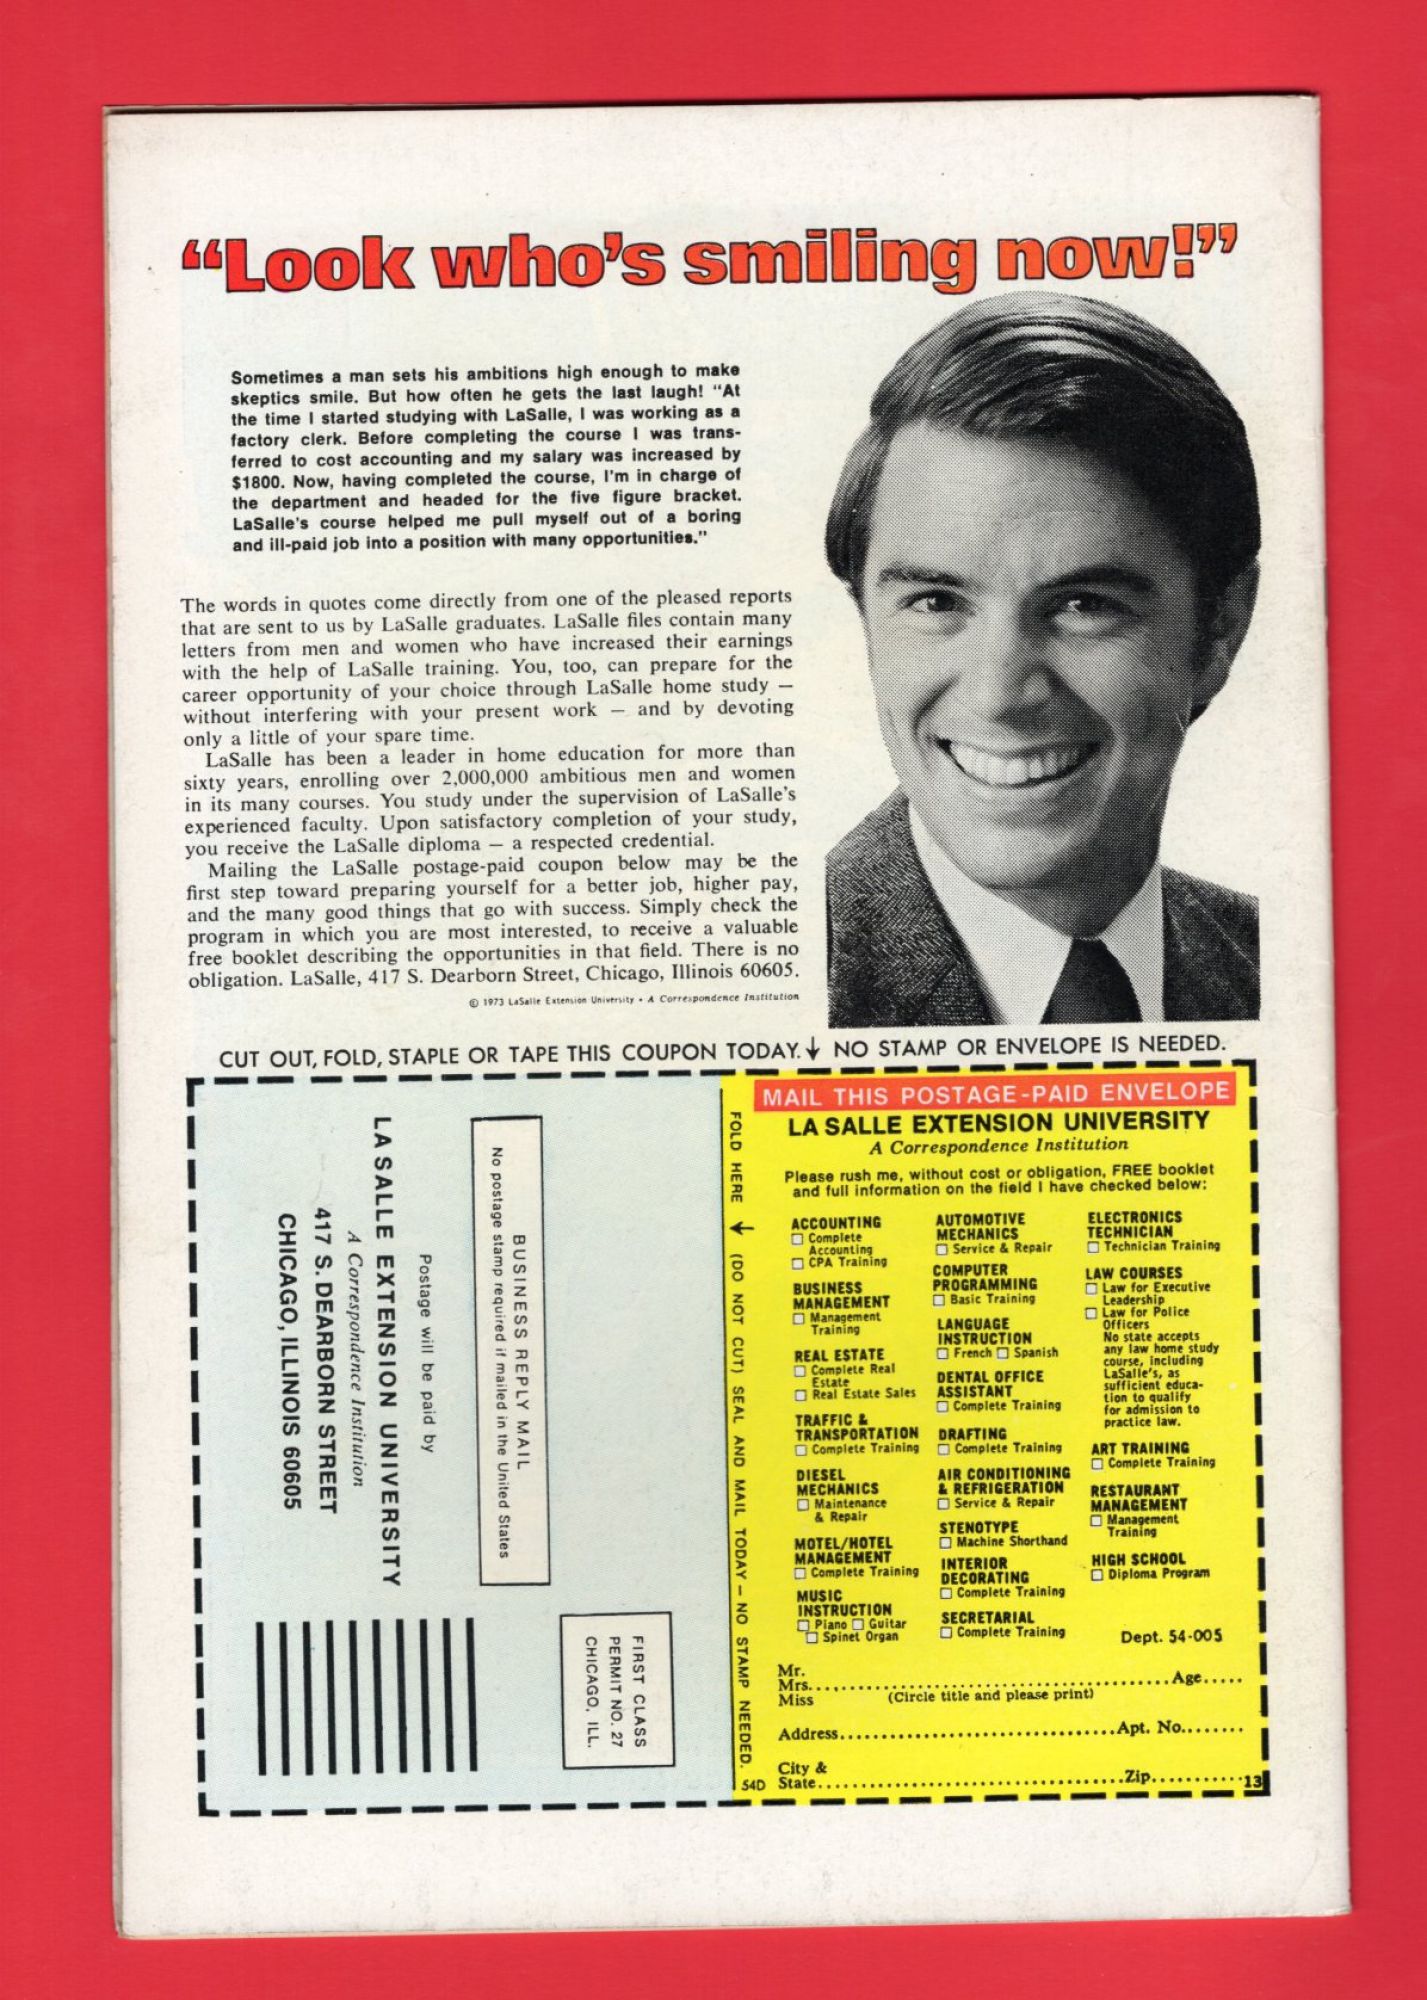 “Look who's smiling now!”
Sometimes a man sets his ambitions high enough to make
skeptics smile. But how often he gets the last laugh! “At
the time I started studying with LaSalle, I was working as a
factory clerk. Before completing the course I was trans-
ferred to cost accounting and my salary was increased by
$1800. Now, having completed the course, I'm in charge of
the department and headed for the five figure bracket.
LaSalle's course helped me pull myself out of a boring
and ill-paid job into a position with many opportunities.”
The words in quotes come directly from one of the pleased reports
that are sent to us by LaSalle graduates. LaSalle files contain many
letters from men and women who have increased their earnings
with the help of LaSalle training. You, too, can prepare for the
career opportunity of your choice through LaSalle home study —
without interfering with your present work — and by devoting
only a little of your spare time.
LaSalle has been a leader in home education for more than
sixty years, enrolling over 2,000,000 ambitious men and women
in its many courses. You study under the supervision of LaSalle's
experienced faculty. Upon satisfactory completion of your study,
you receive the LaSalle diploma — a respected credential.
Mailing the LaSalle postage-paid coupon below may be the
first step toward preparing yourself for a better job, higher pay,
and the many good things that go with success. Simply check the
program in which you are most interested, to receive a valuable
free booklet describing the opportunities in that field. There is no
obligation. LaSalle, 417 S. Dearborn Street, Chicago, Illinois 60605.
© 1973 LaSalle Extension University • A Correspondence Institution
CUT OUT, FOLD, STAPLE OR TAPE THIS COUPON TODAY. ↓ NO STAMP OR ENVELOPE IS NEEDED.
FIRST CLASS
PERMIT NO. 27
CHICAGO, ILL.
BUSINESS REPLY MAIL
No postage stamp required if mailed in the United States
Postage will be paid by
LA SALLE EXTENSION UNIVERSITY
A Correspondence Institution
417 S. DEARBORN STREET
CHICAGO, ILLINOIS 60605
FOLD HERE ↓ (DO NOT CUT) SEAL AND MAIL TODAY — NO STAMP NEEDED.
54D
MAIL THIS POSTAGE-PAID ENVELOPE
LA SALLE EXTENSION UNIVERSITY
A Correspondence Institution
Please rush me, without cost or obligation, FREE booklet
and full information on the field I have checked below:
ACCOUNTING
☐ Complete
Accounting
☐ CPA Training
BUSINESS
MANAGEMENT
☐ Management
Training
REAL ESTATE
☐ Complete Real
Estate
☐ Real Estate Sales
TRAFFIC &
TRANSPORTATION
☐ Complete Training
DIESEL
MECHANICS
☐ Maintenance
& Repair
MOTEL/HOTEL
MANAGEMENT
☐ Complete Training
MUSIC
INSTRUCTION
☐ Piano ☐ Guitar
☐ Spinet Organ
AUTOMOTIVE
MECHANICS
☐ Service & Repair
COMPUTER
PROGRAMMING
☐ Basic Training
LANGUAGE
INSTRUCTION
☐ French ☐ Spanish
DENTAL OFFICE
ASSISTANT
☐ Complete Training
DRAFTING
☐ Complete Training
AIR CONDITIONING
& REFRIGERATION
☐ Service & Repair
STENOTYPE
☐ Machine Shorthand
INTERIOR
DECORATING
☐ Complete Training
SECRETARIAL
☐ Complete Training
ELECTRONICS
TECHNICIAN
☐ Technician Training
LAW COURSES
☐ Law for Executive
Leadership
☐ Law for Police
Officers
No state accepts
any law home study
course, including
LaSalle's, as
sufficient educa-
tion to qualify
for admission to
practice law.
ART TRAINING
☐ Complete Training
RESTAURANT
MANAGEMENT
☐ Management
Training
HIGH SCHOOL
☐ Diploma Program
Dept. 54-005
Mr.
Mrs. Age
Miss (Circle title and please print)
Address Apt. No.
City &
State Zip 13